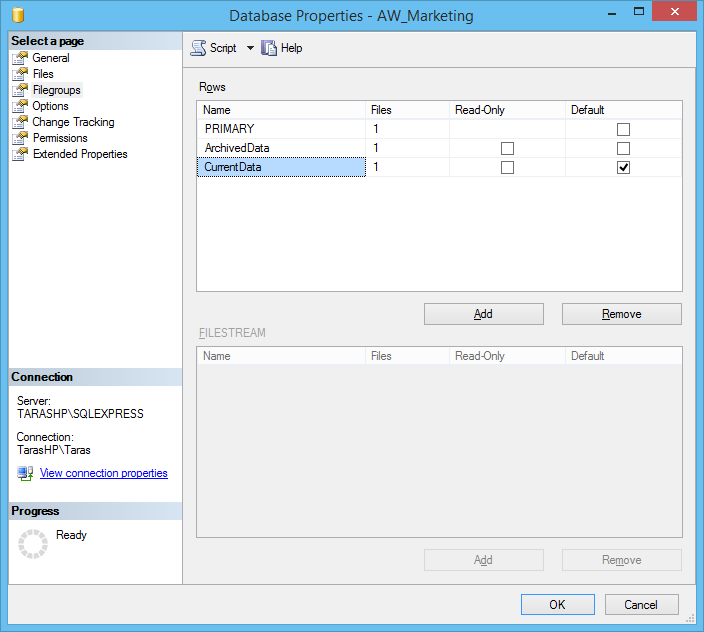 Database Properties - AW_Marketing
Select a page
General
Files
Filegroups
Options
Change Tracking
Permissions
Extended Properties
Script
Help
Rows
Name Files Read-Only Default
PRIMARY 1
ArchivedData 1
CurrentData 1
Add Remove
FILESTREAM
Name Files Read-Only Default
Add Remove
Connection
Server:
TARASHP\SQLEXPRESS
Connection:
TarasHP\Taras
View connection properties
Progress
Ready
OK Cancel